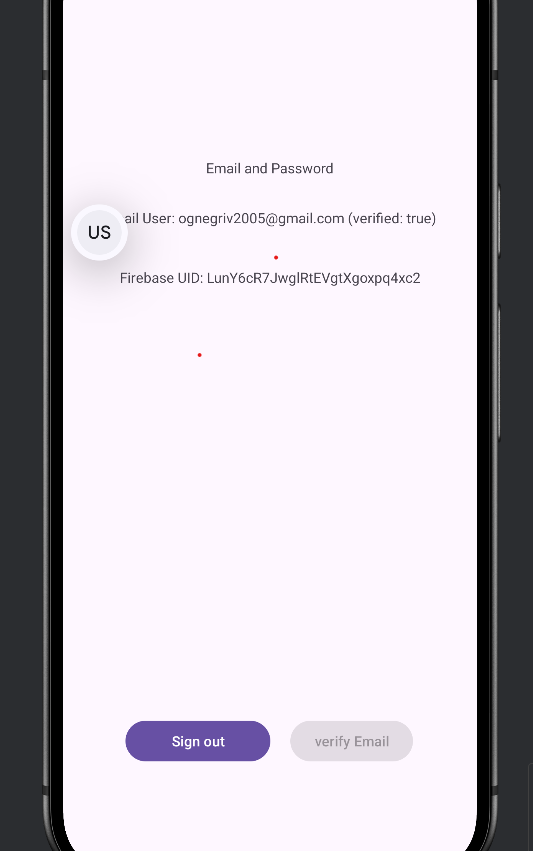 Email and Password
US
ail User: ognegriv2005@gmail.com (verified: true)
Firebase UID: LunY6cR7JwglRtEVgtXgoxpq4xc2
Sign out
verify Email